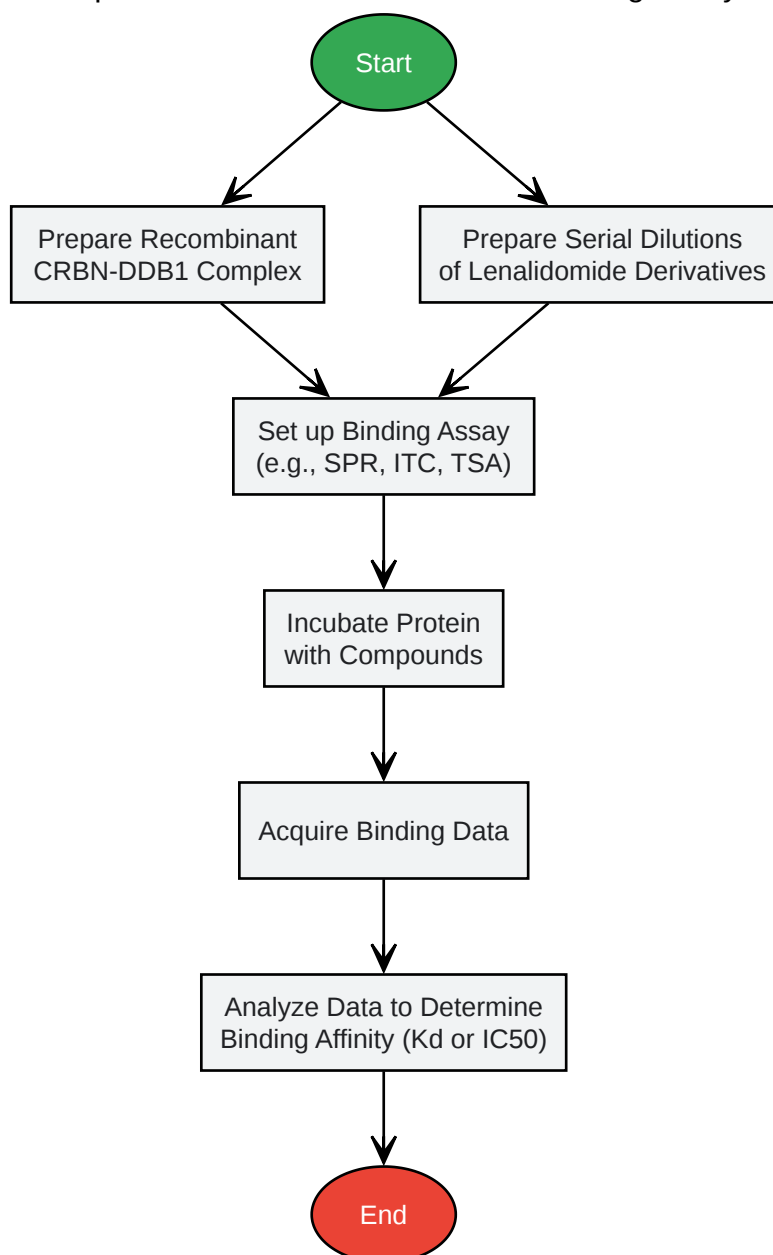 Start
Prepare Recombinant
CRBN-DDB1 Complex
Prepare Serial Dilutions
of Lenalidomide Derivatives
Set up Binding Assay
(e.g., SPR, ITC, TSA)
Incubate Protein
with Compounds
Acquire Binding Data
Analyze Data to Determine
Binding Affinity (Kd or IC50)
End